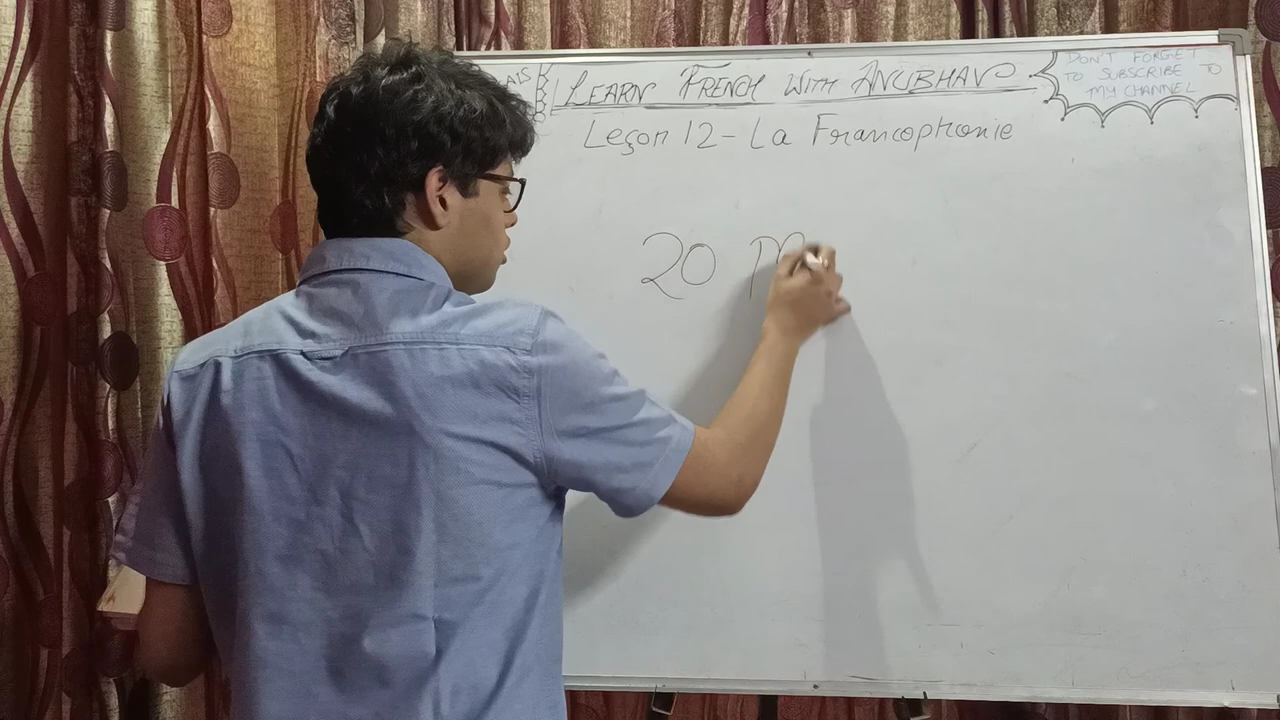 LEARN FRENCH WITH ANUBHAV
DON'T FORGET
TO SUBSCRIBE TO
MY CHANNEL
Leçon 12 - La Francophonie
20